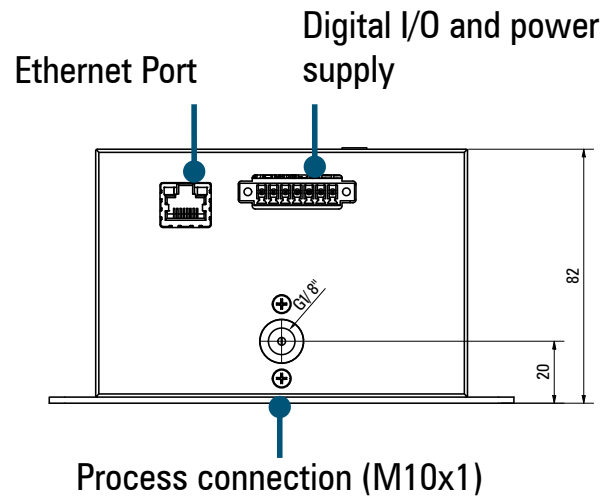 Digital I/O and power
supply
Ethernet Port
G1/8"
82
20
Process connection (M10x1)